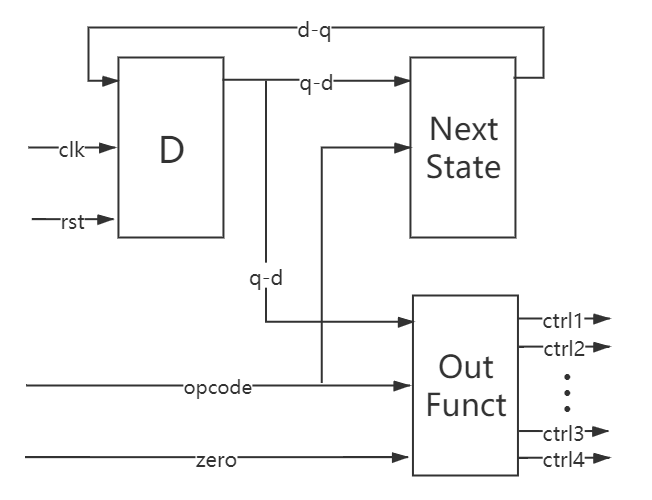 d-q
q-d
clk
D
Next
State
rst
q-d
opcode
zero
Out
Funct
ctrl1
ctrl2
ctrl3
ctrl4